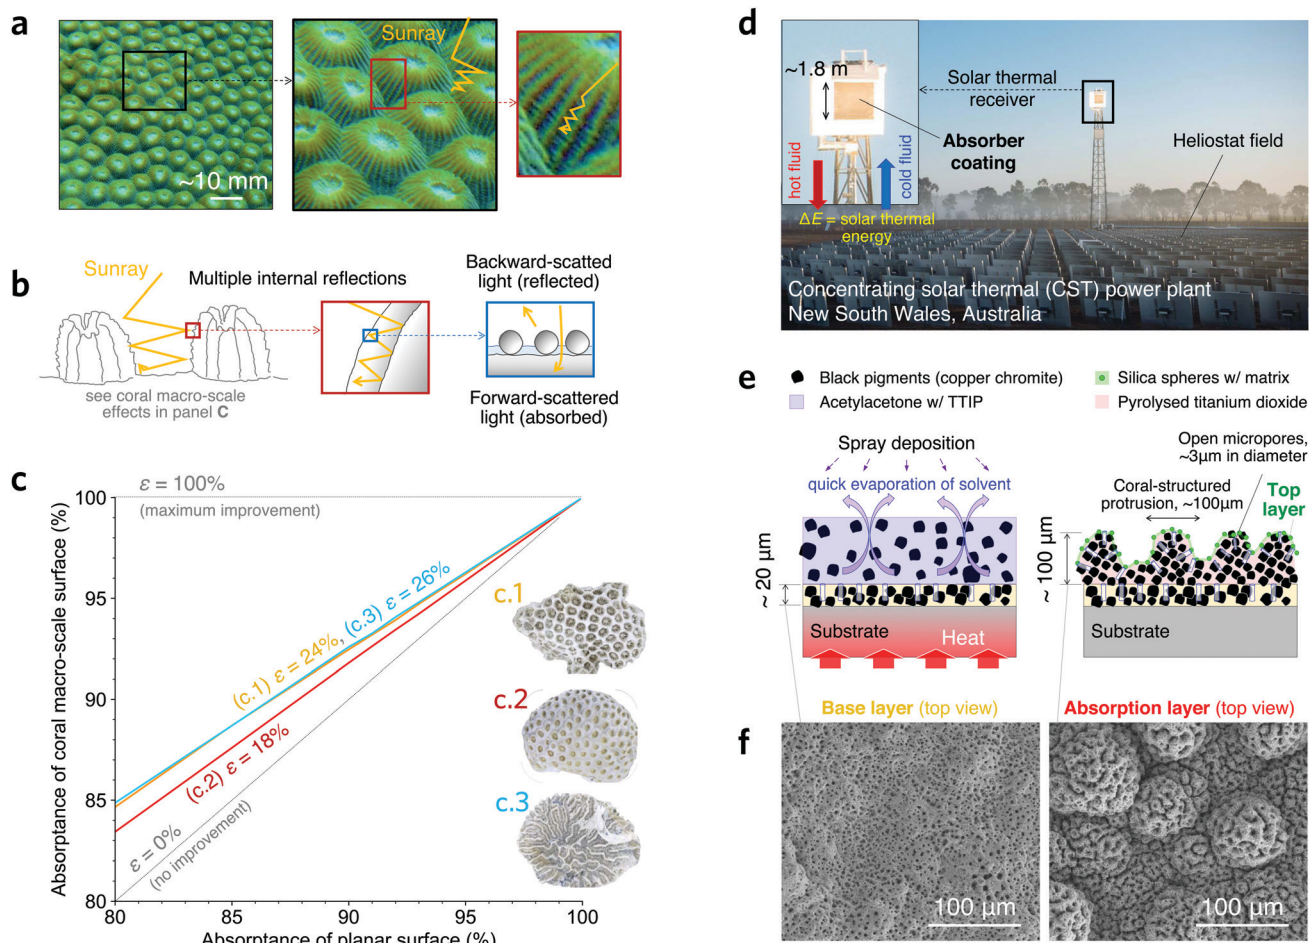 a
Sunray
~10 mm
b
Sunray
Multiple internal reflections
Backward-scatted
light (reflected)
see coral macro-scale
effects in panel C
Forward-scattered
light (absorbed)
c
ε = 100%
(maximum improvement)
(c.1) ε = 24%, (c.3) ε = 26%
(c.2) ε = 18%
ε = 0%
(no improvement)
c.1
c.2
c.3
Absorptance of coral macro-scale surface (%)
100
95
90
85
80
80
85
90
95
100
Absorptance of planar surface (%)
d
~1.8 m
Solar thermal
receiver
Absorber
coating
Heliostat field
hot fluid
cold fluid
ΔE = solar thermal
energy
Concentrating solar thermal (CST) power plant
New South Wales, Australia
e
Black pigments (copper chromite)
Silica spheres w/ matrix
Acetylacetone w/ TTIP
Pyrolysed titanium dioxide
Spray deposition
quick evaporation of solvent
~ 20 µm
Substrate
Heat
Open micropores,
~3µm in diameter
Coral-structured
protrusion, ~100µm
Top
layer
~ 100 µm
Substrate
Base layer (top view)
Absorption layer (top view)
f
100 µm
100 µm